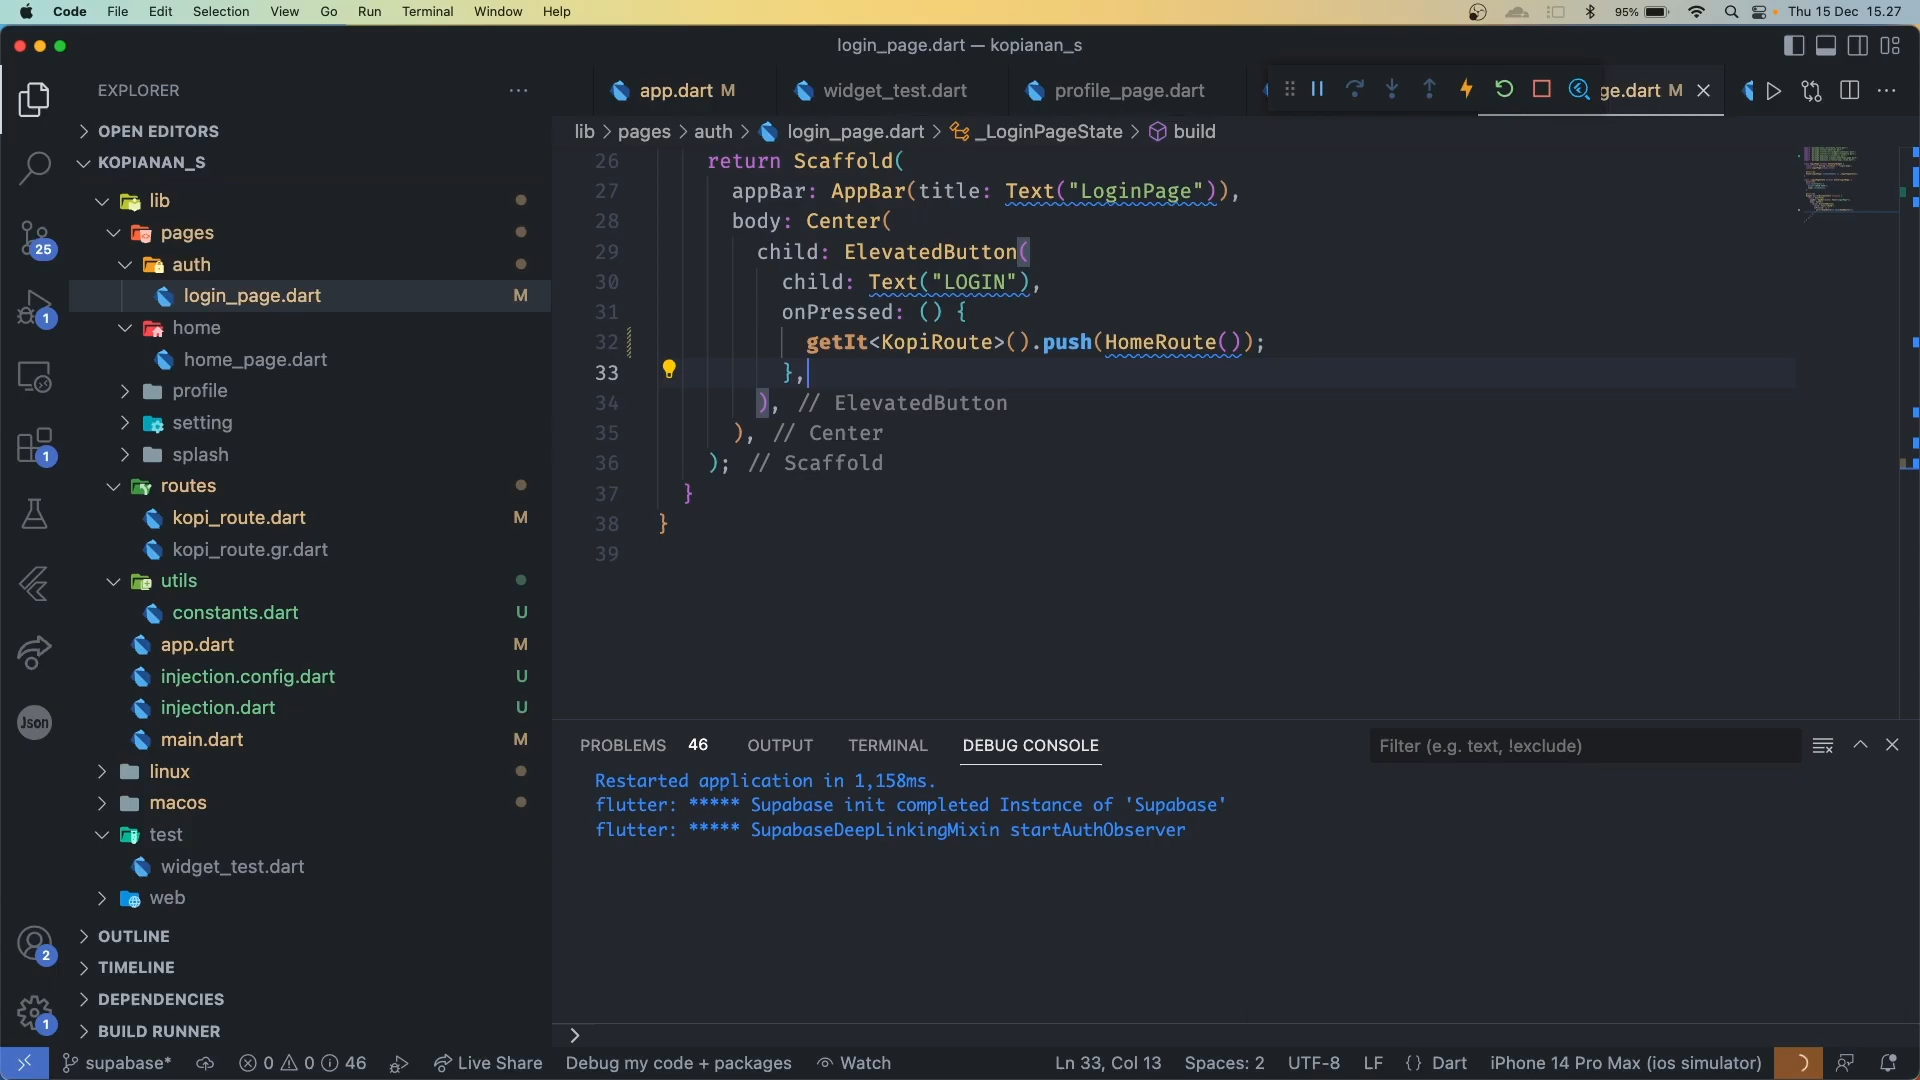 Code File Edit Selection View Go Run Terminal Window Help 95% Thu 15 Dec 15.27
login_page.dart — kopianan_s
EXPLORER
app.dart M
widget_test.dart
profile_page.dart
ge.dart M
OPEN EDITORS
lib > pages > auth > login_page.dart > _LoginPageState > build
KOPIANAN_S
lib
pages
auth
login_page.dart M
home
home_page.dart
profile
setting
splash
routes
kopi_route.dart M
kopi_route.gr.dart
utils
constants.dart U
app.dart M
injection.config.dart U
injection.dart U
main.dart M
linux
macos
test
widget_test.dart
web
OUTLINE
TIMELINE
DEPENDENCIES
BUILD RUNNER
25
1
1
Json
2
1
26 return Scaffold(
27 appBar: AppBar(title: Text("LoginPage")),
28 body: Center(
29 child: ElevatedButton(
30 child: Text("LOGIN"),
31 onPressed: () {
32 getIt<KopiRoute>().push(HomeRoute());
33 },
34 ), // ElevatedButton
35 ), // Center
36 ); // Scaffold
37 }
38 }
39
PROBLEMS 46 OUTPUT TERMINAL DEBUG CONSOLE Filter (e.g. text, !exclude)
Restarted application in 1,158ms.
flutter: ***** Supabase init completed Instance of 'Supabase'
flutter: ***** SupabaseDeepLinkingMixin startAuthObserver
>
supabase* 0 0 46 Live Share Debug my code + packages Watch Ln 33, Col 13 Spaces: 2 UTF-8 LF {} Dart iPhone 14 Pro Max (ios simulator)